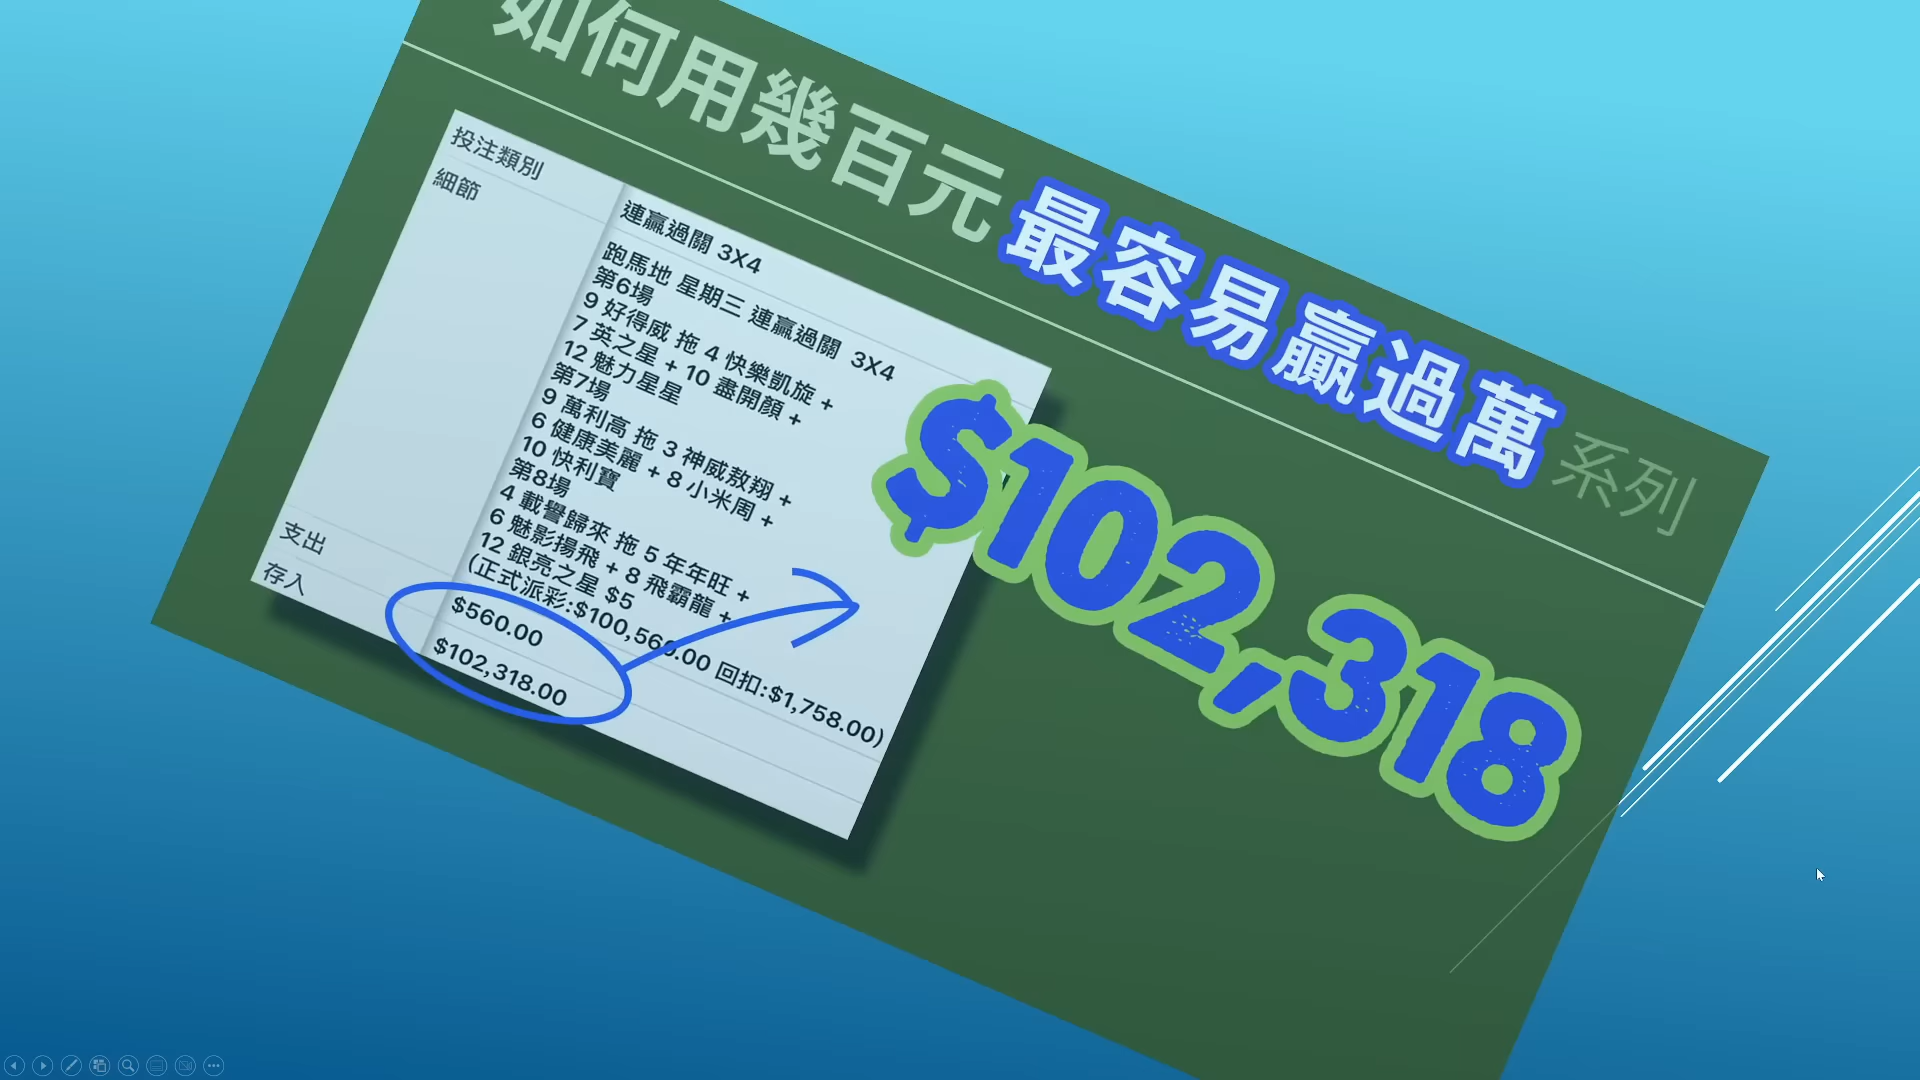 如何用幾百元 最容易贏過萬 系列
投注類別
連贏過關 3X4
細節
跑馬地 星期三 連贏過關 3X4
第6場
9 好得威 拖 4 快樂凱旋 +
7 英之星 + 10 盡開顏 +
12 魅力星星
第7場
9 萬利高 拖 3 神威敖翔 +
6 健康美麗 + 8 小米周 +
10 快利寶
第8場
4 載譽歸來 拖 5 年年旺 +
6 魅影揚飛 + 8 飛霸龍 +
12 銀亮之星 $5
(正式派彩:$100,560.00 回扣:$1,758.00)
支出
$560.00
存入
$102,318.00
$102,318